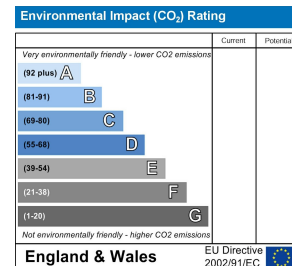 Environmental Impact (CO₂) Rating
Current Potential
Very environmentally friendly - lower CO2 emissions
(92 plus) A
(81-91) B
(69-80) C
(55-68) D
(39-54) E
(21-38) F
(1-20) G
Not environmentally friendly - higher CO2 emissions
England & Wales
EU Directive
2002/91/EC